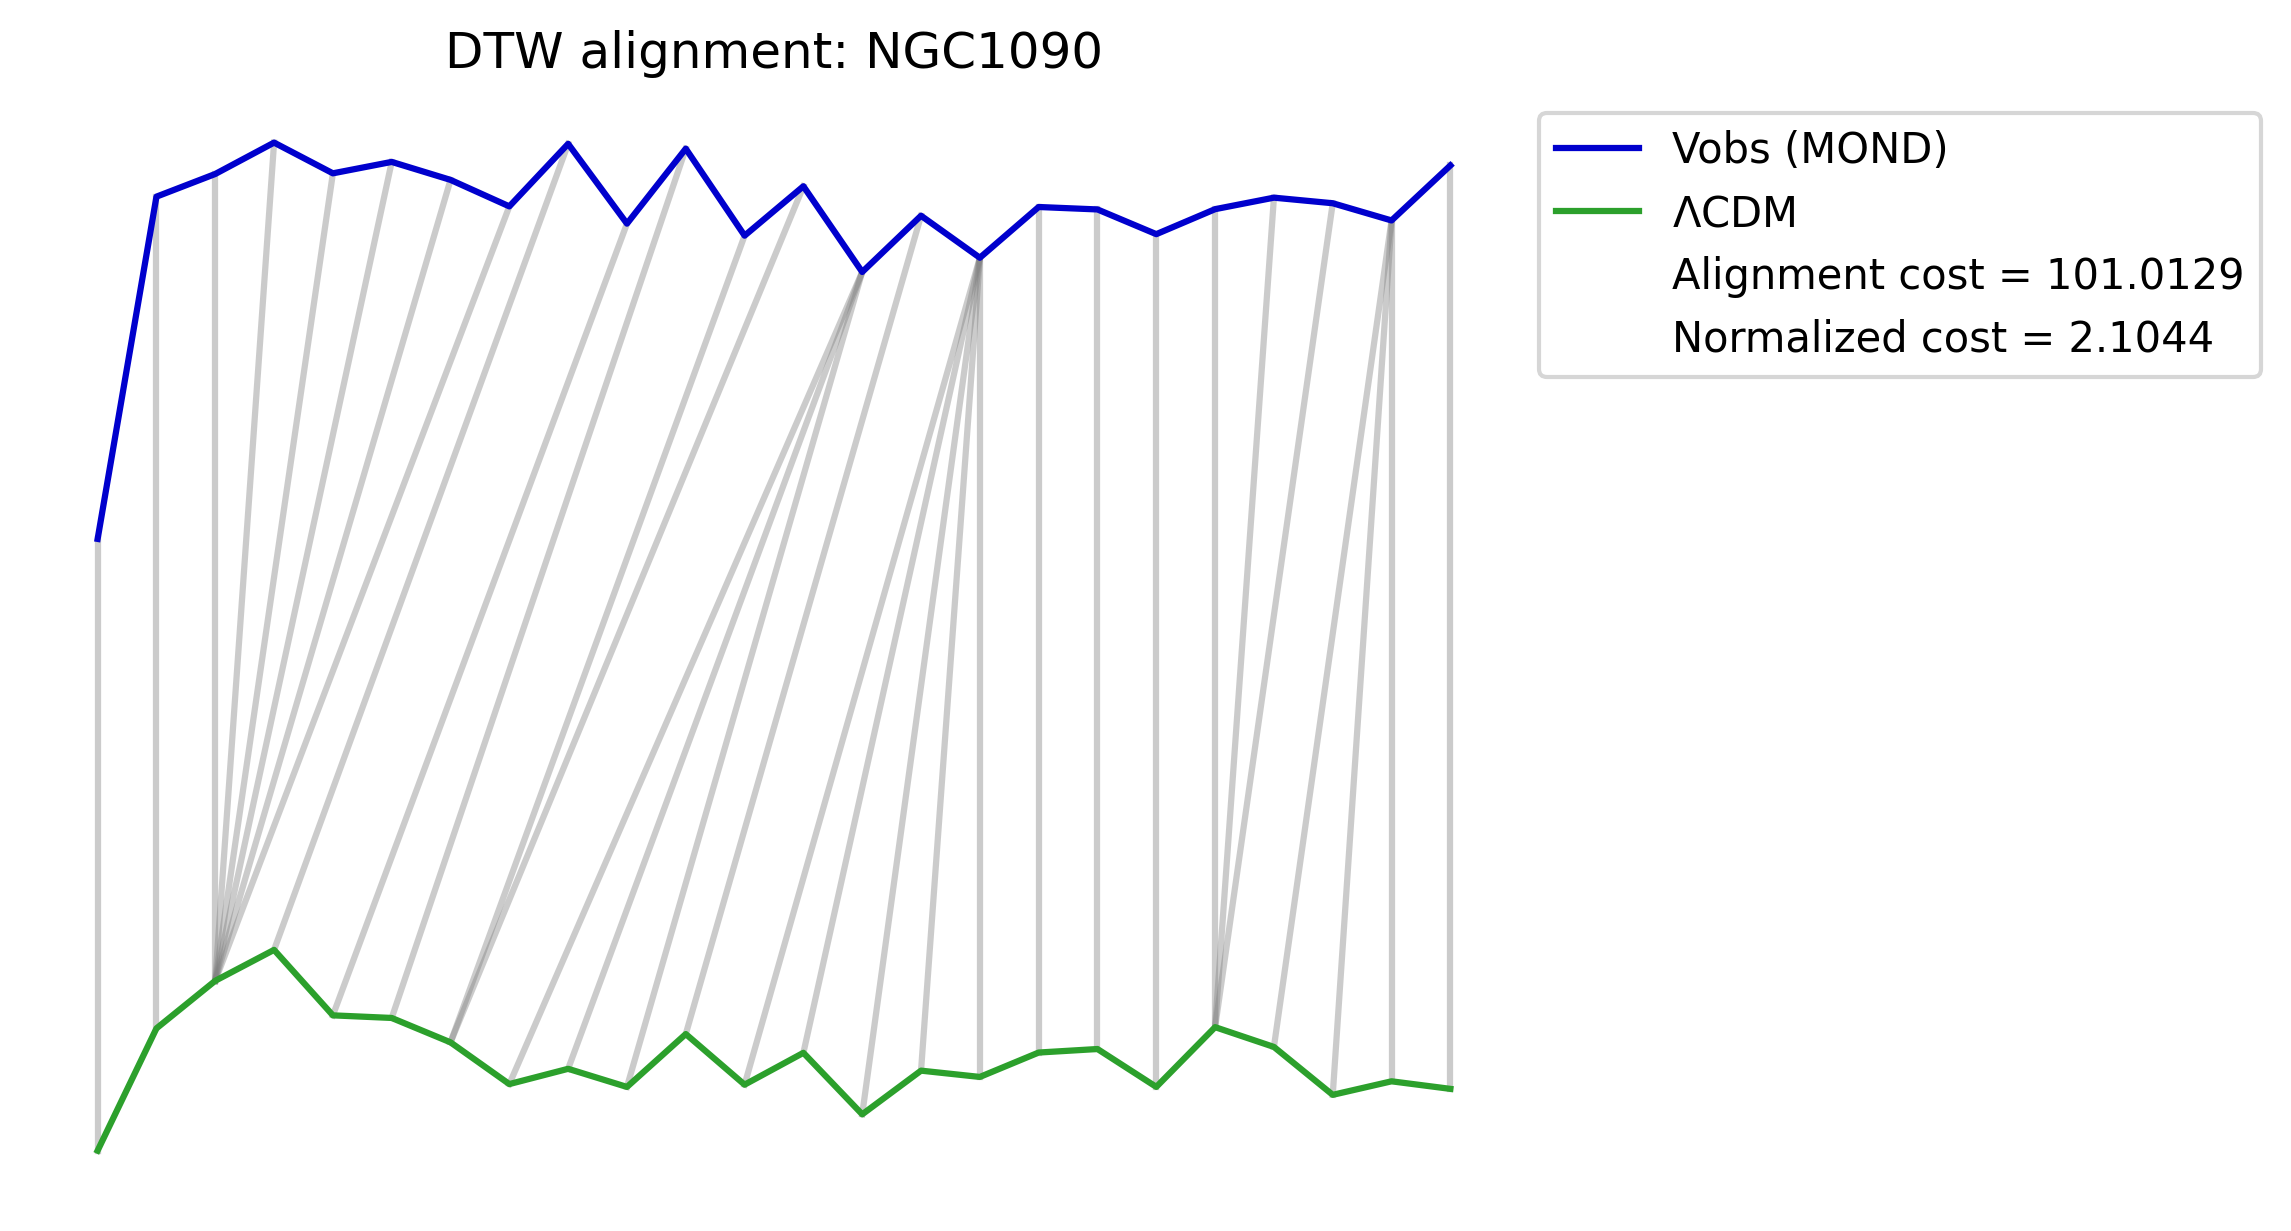 DTW alignment: NGC1090
Vobs (MOND)
ΛCDM
Alignment cost = 101.0129
Normalized cost = 2.1044